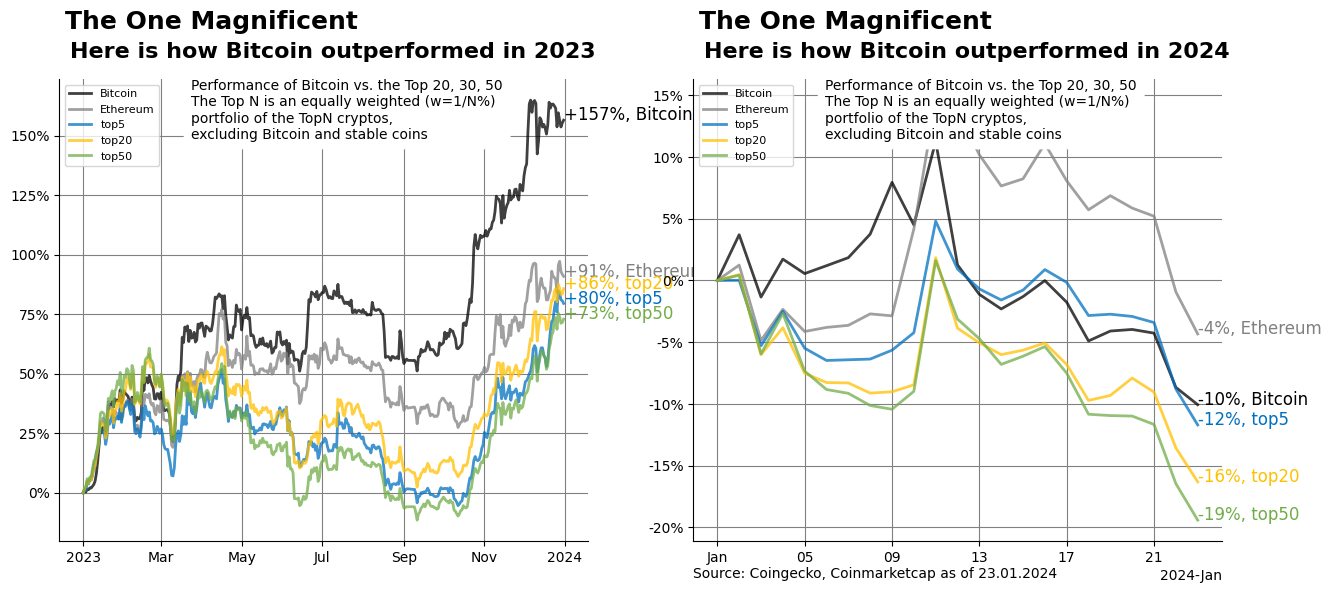 The One Magnificent
Here is how Bitcoin outperformed in 2023
Performance of Bitcoin vs. the Top 20, 30, 50
The Top N is an equally weighted (w=1/N%)
portfolio of the TopN cryptos,
excluding Bitcoin and stable coins
Bitcoin
Ethereum
top5
top20
top50
150%
125%
100%
75%
50%
25%
0%
+157%, Bitcoin
+91%, Ethereum
+86%, top20
+80%, top5
+73%, top50
2023
Mar
May
Jul
Sep
Nov
2024
The One Magnificent
Here is how Bitcoin outperformed in 2024
Performance of Bitcoin vs. the Top 20, 30, 50
The Top N is an equally weighted (w=1/N%)
portfolio of the TopN cryptos,
excluding Bitcoin and stable coins
Bitcoin
Ethereum
top5
top20
top50
15%
10%
5%
0%
-5%
-10%
-15%
-20%
-4%, Ethereum
-10%, Bitcoin
-12%, top5
-16%, top20
-19%, top50
Jan
05
09
13
17
21
2024-Jan
Source: Coingecko, Coinmarketcap as of 23.01.2024